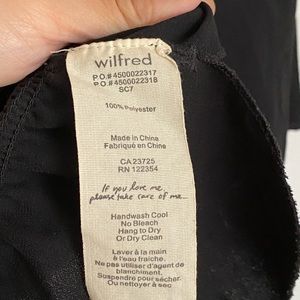 wilfred
P.O.# 4500022317
P.O.# 4500022318
SC7
100% Polyester
Made in China
Fabriqué en China
CA 23725
RN 122354
If you love me,
please take care of me...
Handwash Cool
No Bleach
Hang to Dry
Or Dry Clean
Laver à la main
à l'eau fraîche.
Ne pas utiliser d'agent de
blanchiment.
Suspendre pour sécher.
Ou nettoyer à sec